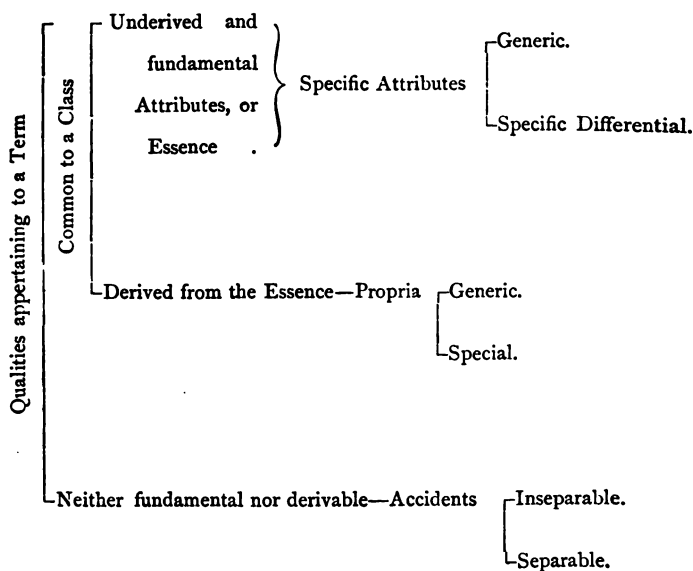 Qualities appertaining to a Term
Common to a Class
Underived and
fundamental
Attributes, or
Essence .
Specific Attributes
Generic.
Specific Differential.
Derived from the Essence—Propria
Generic.
Special.
Neither fundamental nor derivable—Accidents
Inseparable.
Separable.